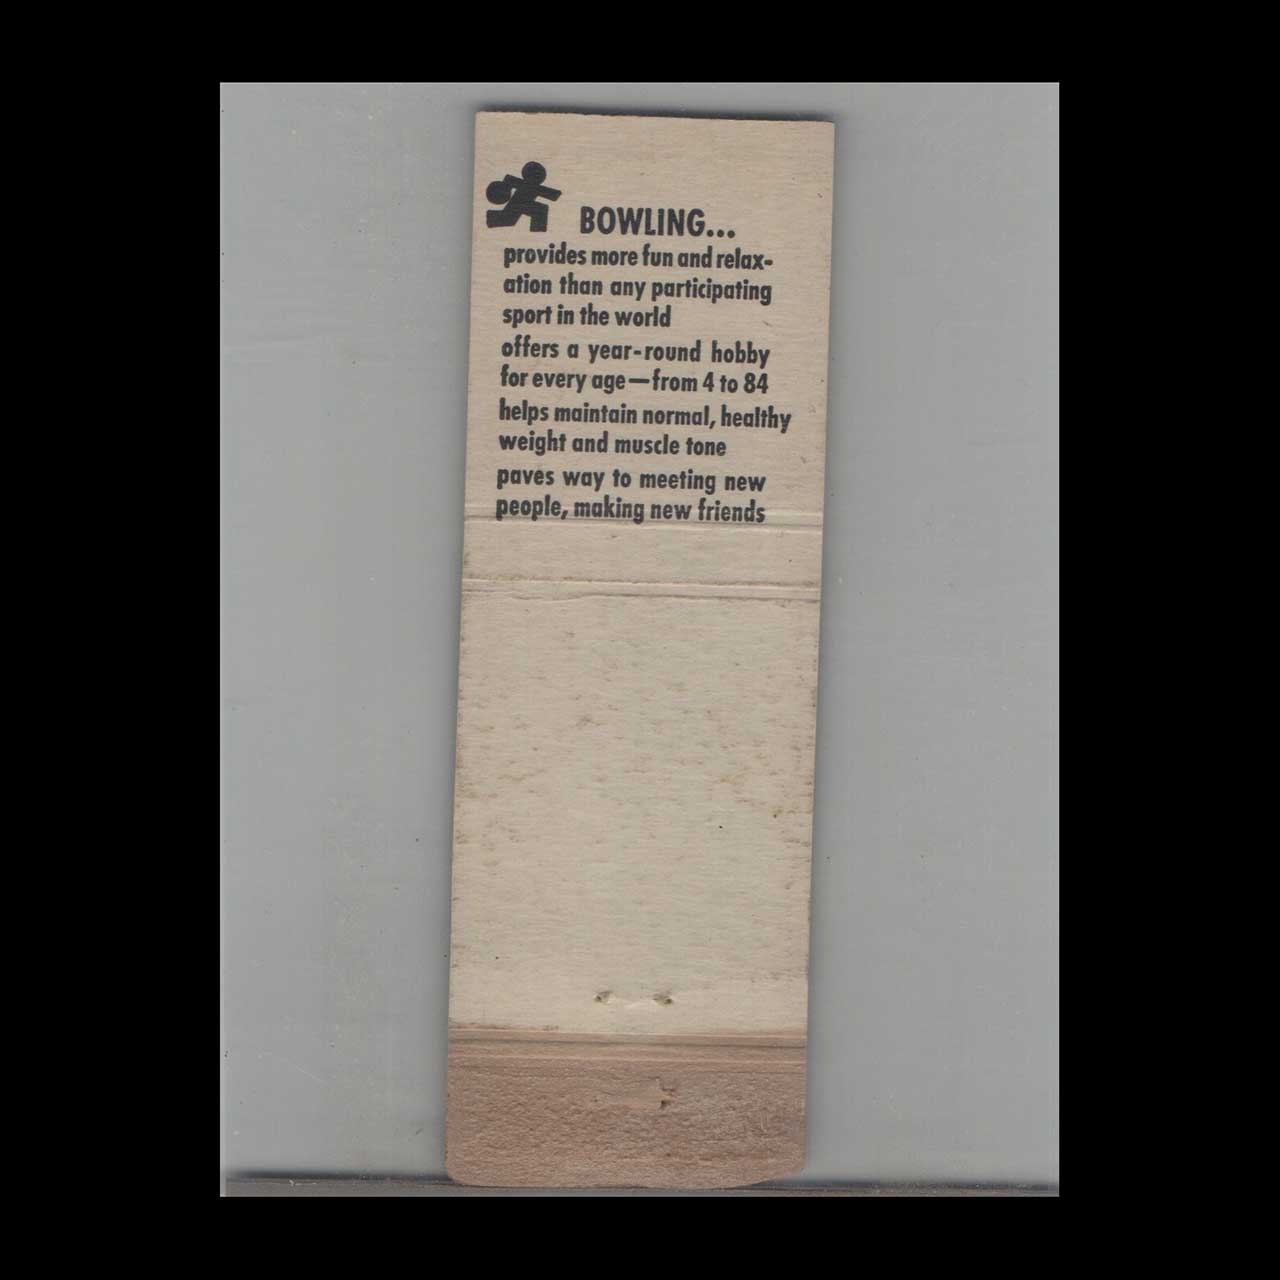 BOWLING...
provides more fun and relax-
ation than any participating
sport in the world
offers a year-round hobby
for every age—from 4 to 84
helps maintain normal, healthy
weight and muscle tone
paves way to meeting new
people, making new friends